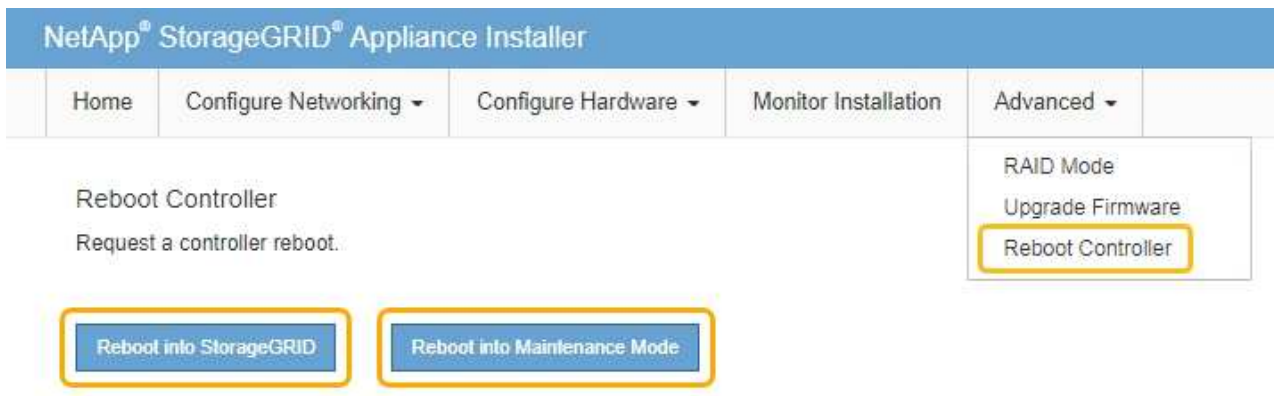 NetApp® StorageGRID® Appliance Installer
Home Configure Networking Configure Hardware Monitor Installation Advanced
RAID Mode
Upgrade Firmware
Reboot Controller
Reboot Controller
Request a controller reboot.
Reboot into StorageGRID Reboot into Maintenance Mode